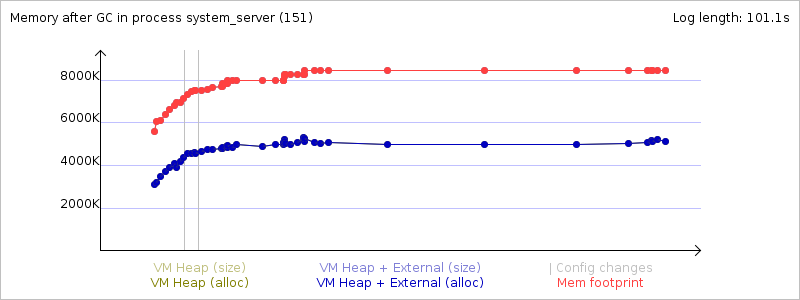 Memory after GC in process system_server (151)
Log length: 101.1s
8000K
6000K
4000K
2000K
VM Heap (size)
VM Heap + External (size)
| Config changes
VM Heap (alloc)
VM Heap + External (alloc)
Mem footprint